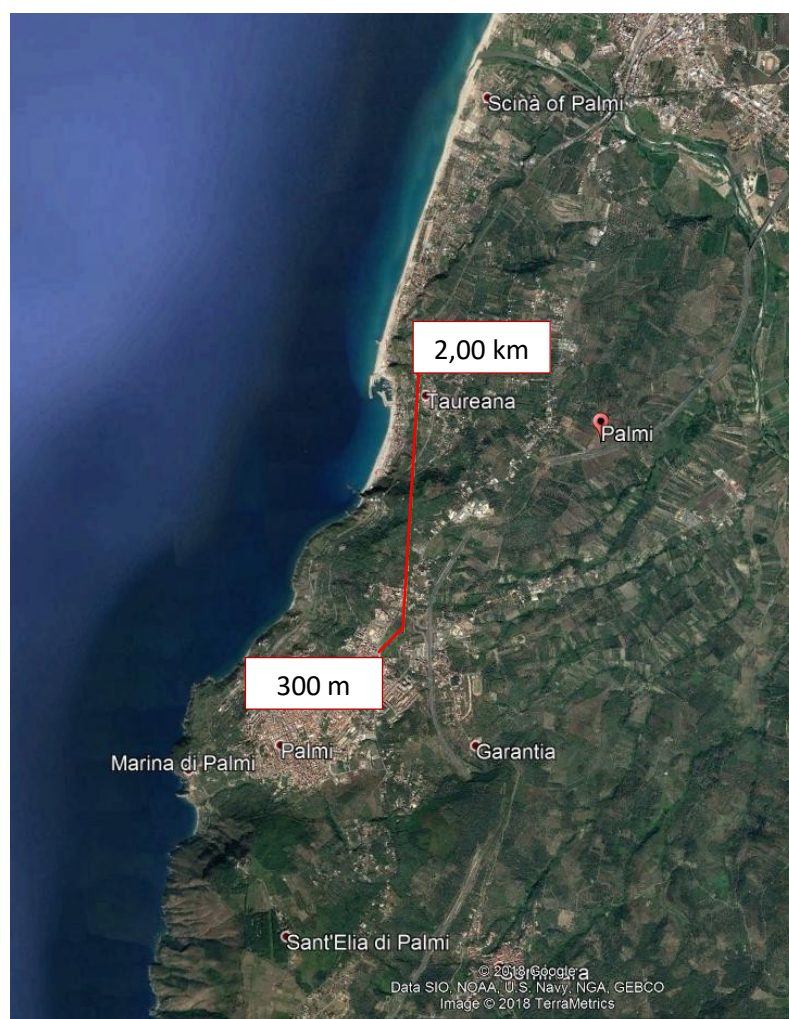 Scinà of Palmi
2,00 km
Taureana
Palmi
300 m
Palmi
Garantia
Marina di Palmi
Sant'Elia di Palmi
© 2018 Google
Data SIO, NOAA, U.S. Navy, NGA, GEBCO
Image © 2018 TerraMetrics